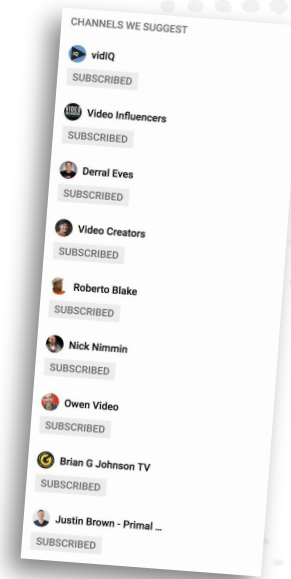 CHANNELS WE SUGGEST
vidIQ
SUBSCRIBED
Video Influencers
SUBSCRIBED
Derral Eves
SUBSCRIBED
Video Creators
SUBSCRIBED
Roberto Blake
SUBSCRIBED
Nick Nimmin
SUBSCRIBED
Owen Video
SUBSCRIBED
Brian G Johnson TV
SUBSCRIBED
Justin Brown - Primal ...
SUBSCRIBED